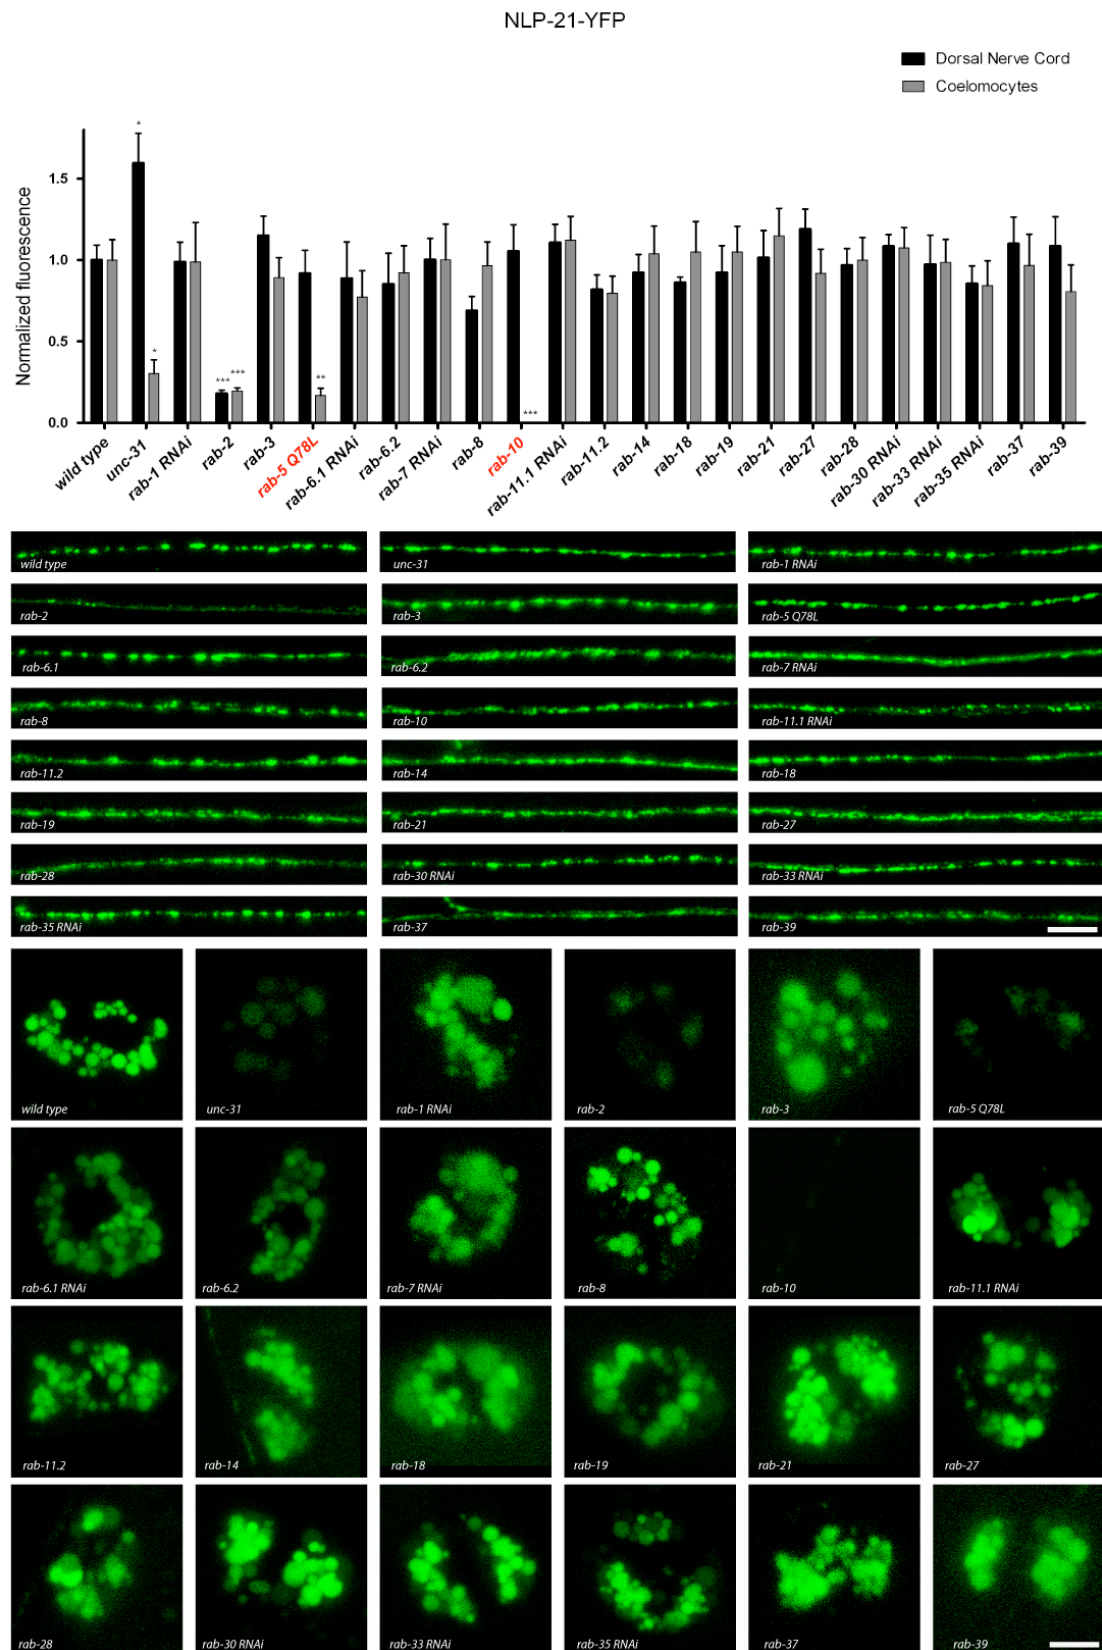 NLP-21-YFP
Dorsal Nerve Cord
Coelomocytes
Normalized fluorescence
1.5
1.0
0.5
0.0
*
*
***
***
**
***
wild type
unc-31
rab-1 RNAi
rab-2
rab-3
rab-5 Q78L
rab-6.1 RNAi
rab-6.2
rab-7 RNAi
rab-8
rab-10
rab-11.1 RNAi
rab-11.2
rab-14
rab-18
rab-19
rab-21
rab-27
rab-28
rab-30 RNAi
rab-33 RNAi
rab-35 RNAi
rab-37
rab-39
wild type
unc-31
rab-1 RNAi
rab-2
rab-3
rab-5 Q78L
rab-6.1
rab-6.2
rab-7 RNAi
rab-8
rab-10
rab-11.1 RNAi
rab-11.2
rab-14
rab-18
rab-19
rab-21
rab-27
rab-28
rab-30 RNAi
rab-33 RNAi
rab-35 RNAi
rab-37
rab-39
wild type
unc-31
rab-1 RNAi
rab-2
rab-3
rab-5 Q78L
rab-6.1 RNAi
rab-6.2
rab-7 RNAi
rab-8
rab-10
rab-11.1 RNAi
rab-11.2
rab-14
rab-18
rab-19
rab-21
rab-27
rab-28
rab-30 RNAi
rab-33 RNAi
rab-35 RNAi
rab-37
rab-39